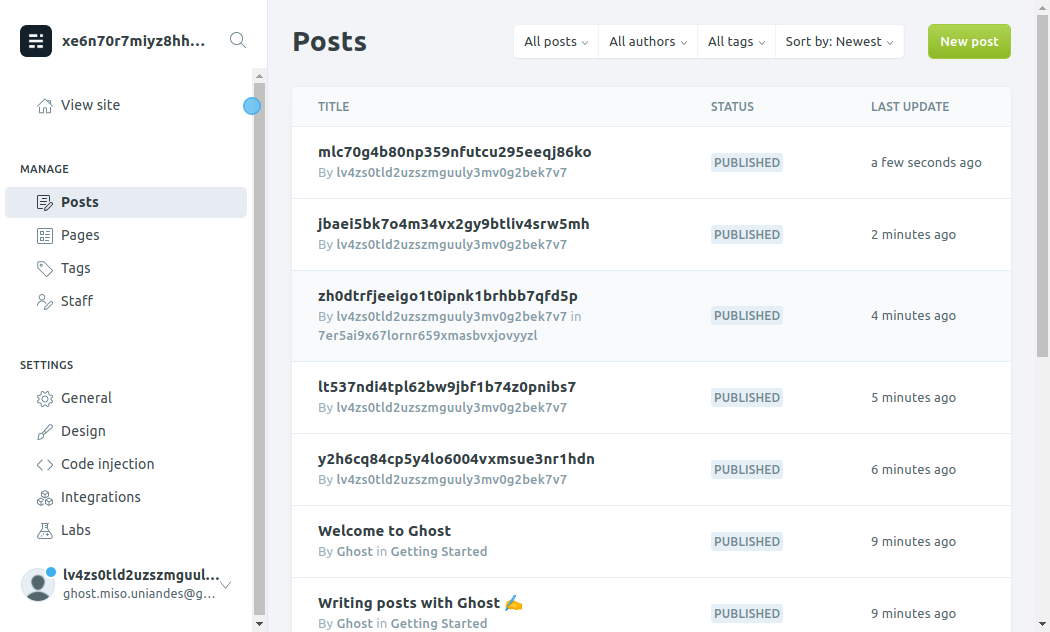 xe6n70r7miyz8hh...
View site
MANAGE
Posts
Pages
Tags
Staff
SETTINGS
General
Design
Code injection
Integrations
Labs
lv4zs0tld2uzszmguul...
ghost.miso.uniandes@g...
Posts
All posts All authors All tags Sort by: Newest
New post
TITLE STATUS LAST UPDATE
mlc70g4b80np359nfutcu295eeqj86ko
By lv4zs0tld2uzszmguuly3mv0g2bek7v7
PUBLISHED a few seconds ago
jbaei5bk7o4m34vx2gy9btliv4srw5mh
By lv4zs0tld2uzszmguuly3mv0g2bek7v7
PUBLISHED 2 minutes ago
zh0dtrfjeeigo1t0ipnk1brhbb7qfd5p
By lv4zs0tld2uzszmguuly3mv0g2bek7v7 in
7er5ai9x67lornr659xmasbvxjovyyzl
PUBLISHED 4 minutes ago
lt537ndi4tpl62bw9jbf1b74z0pnibs7
By lv4zs0tld2uzszmguuly3mv0g2bek7v7
PUBLISHED 5 minutes ago
y2h6cq84cp5y4lo6004vxmsue3nr1hdn
By lv4zs0tld2uzszmguuly3mv0g2bek7v7
PUBLISHED 6 minutes ago
Welcome to Ghost
By Ghost in Getting Started
PUBLISHED 9 minutes ago
Writing posts with Ghost ✍️
By Ghost in Getting Started
PUBLISHED 9 minutes ago